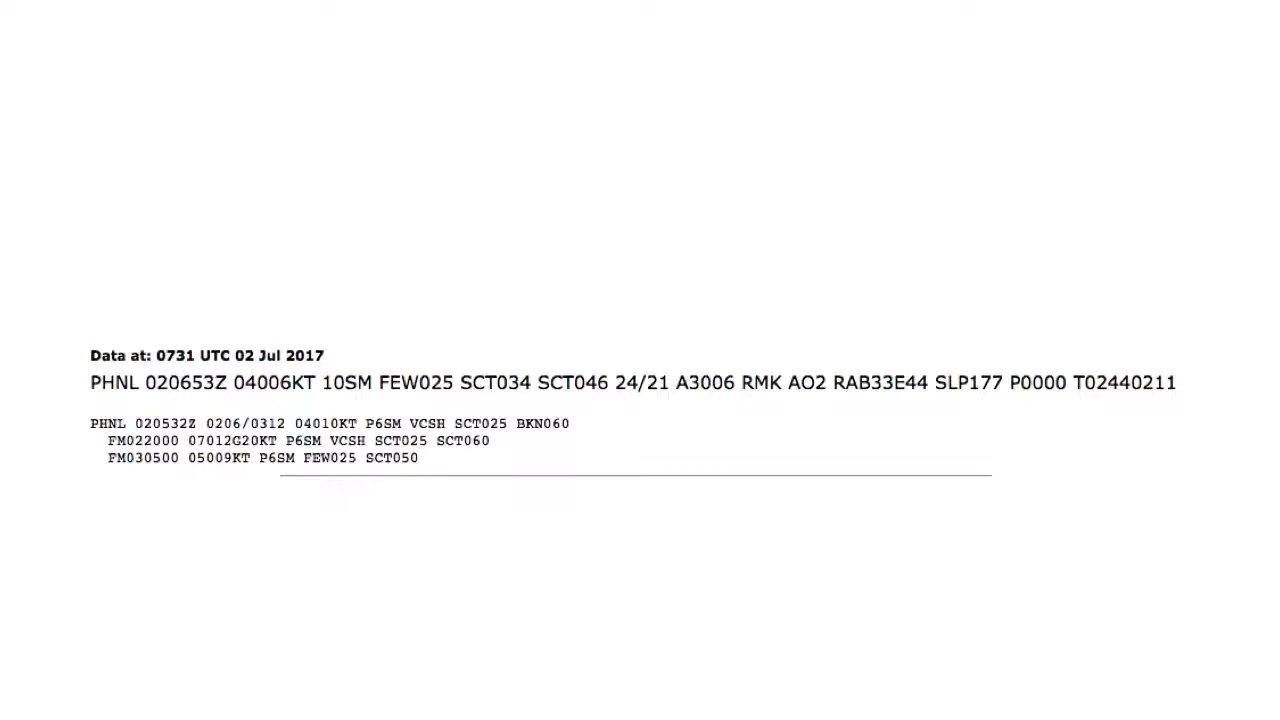 Data at: 0731 UTC 02 Jul 2017
PHNL 020653Z 04006KT 10SM FEW025 SCT034 SCT046 24/21 A3006 RMK AO2 RAB33E44 SLP177 P0000 T02440211
PHNL 020532Z 0206/0312 04010KT P6SM VCSH SCT025 BKN060
FM022000 07012G20KT P6SM VCSH SCT025 SCT060
FM030500 05009KT P6SM FEW025 SCT050